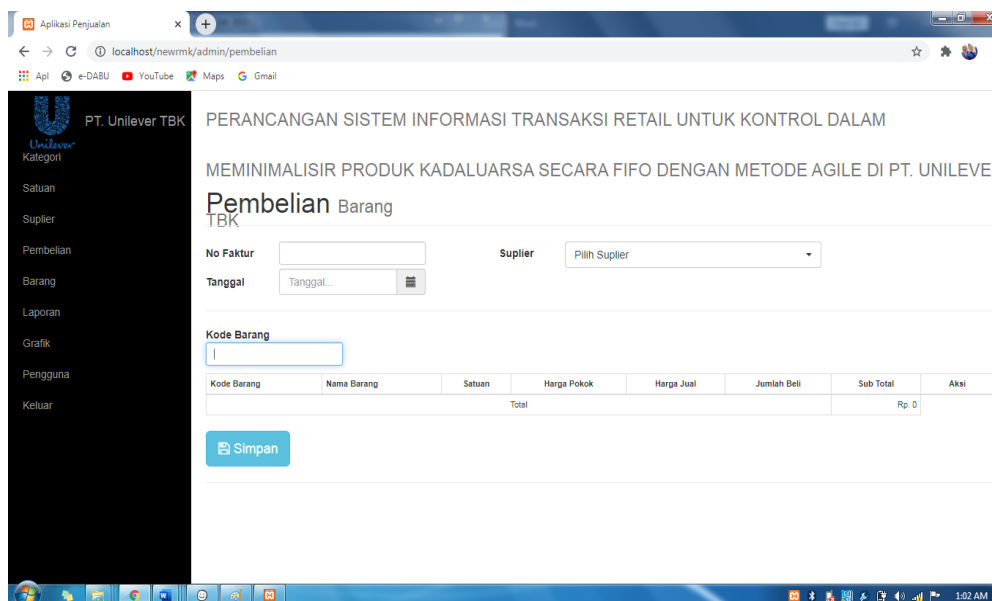 Aplikasi Penjualan
localhost/newrmk/admin/pembelian
Apl e-DABU YouTube Maps Gmail
Unilever
PT. Unilever TBK
Kategori
Satuan
Suplier
Pembelian
Barang
Laporan
Grafik
Pengguna
Keluar
PERANCANGAN SISTEM INFORMASI TRANSAKSI RETAIL UNTUK KONTROL DALAM
MEMINIMALISIR PRODUK KADALUARSA SECARA FIFO DENGAN METODE AGILE DI PT. UNILEVE
TBK
Pembelian Barang
No Faktur
Suplier Pilih Suplier
Tanggal Tanggal...
Kode Barang
Kode Barang Nama Barang Satuan Harga Pokok Harga Jual Jumlah Beli Sub Total Aksi
Total Rp. 0
Simpan
1:02 AM